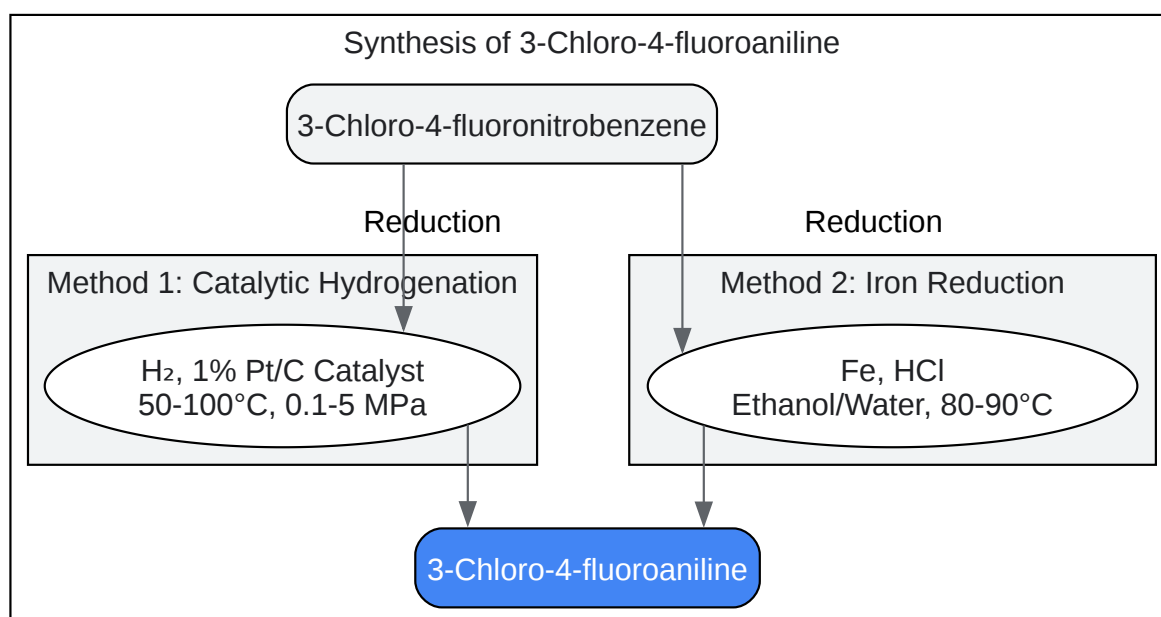 Synthesis of 3-Chloro-4-fluoroaniline
3-Chloro-4-fluoronitrobenzene
Reduction
Reduction
Method 1: Catalytic Hydrogenation
Method 2: Iron Reduction
H₂, 1% Pt/C Catalyst
50-100°C, 0.1-5 MPa
Fe, HCl
Ethanol/Water, 80-90°C
3-Chloro-4-fluoroaniline